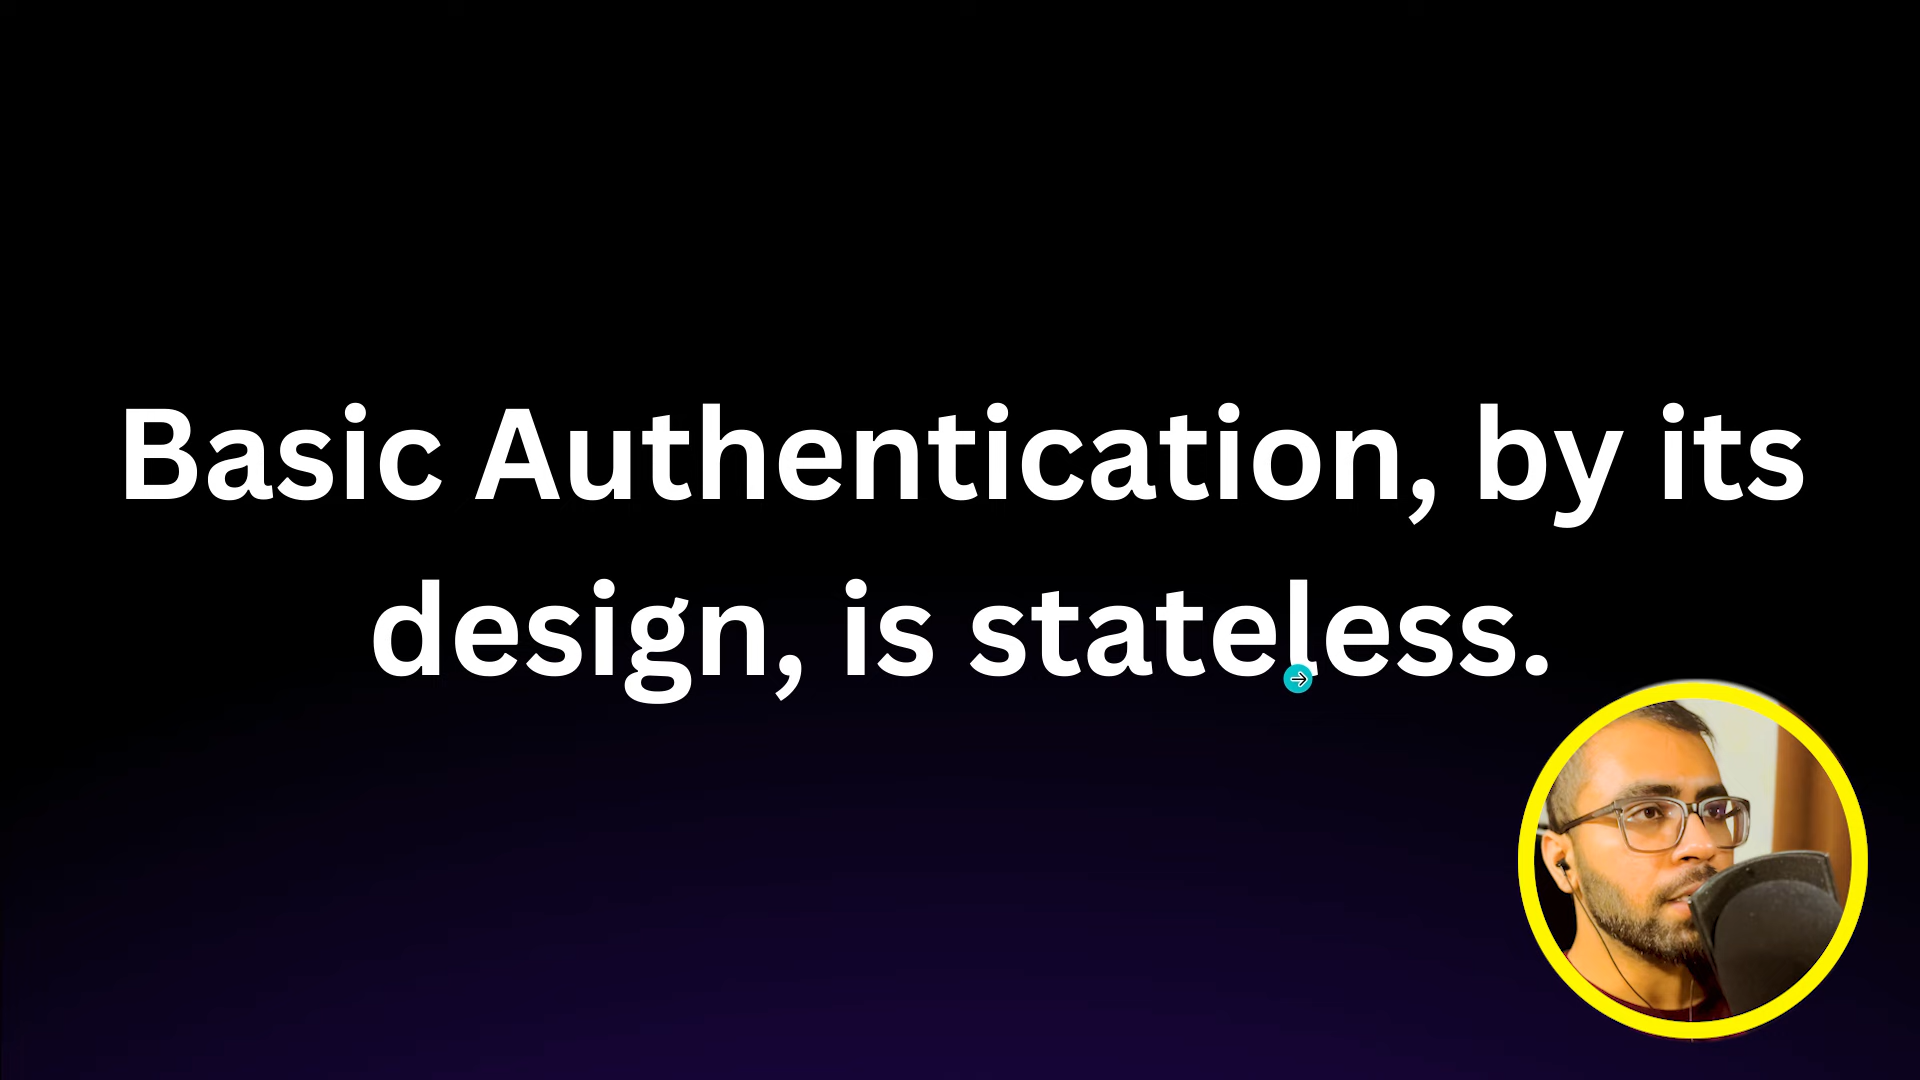 Basic Authentication, by its
design, is stateless.